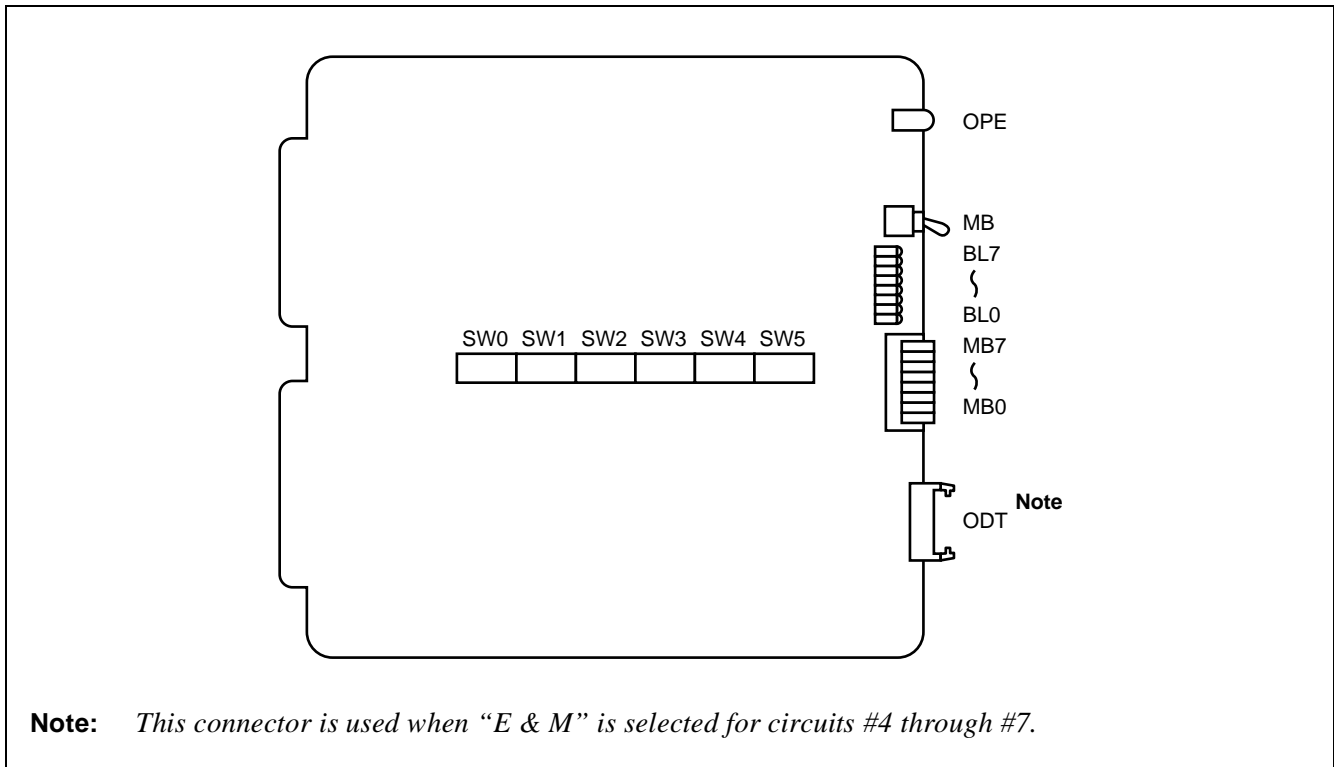 OPE
MB
BL7
BL0
SW0 SW1 SW2 SW3 SW4 SW5
MB7
MB0
Note
ODT
Note: This connector is used when “E & M” is selected for circuits #4 through #7.